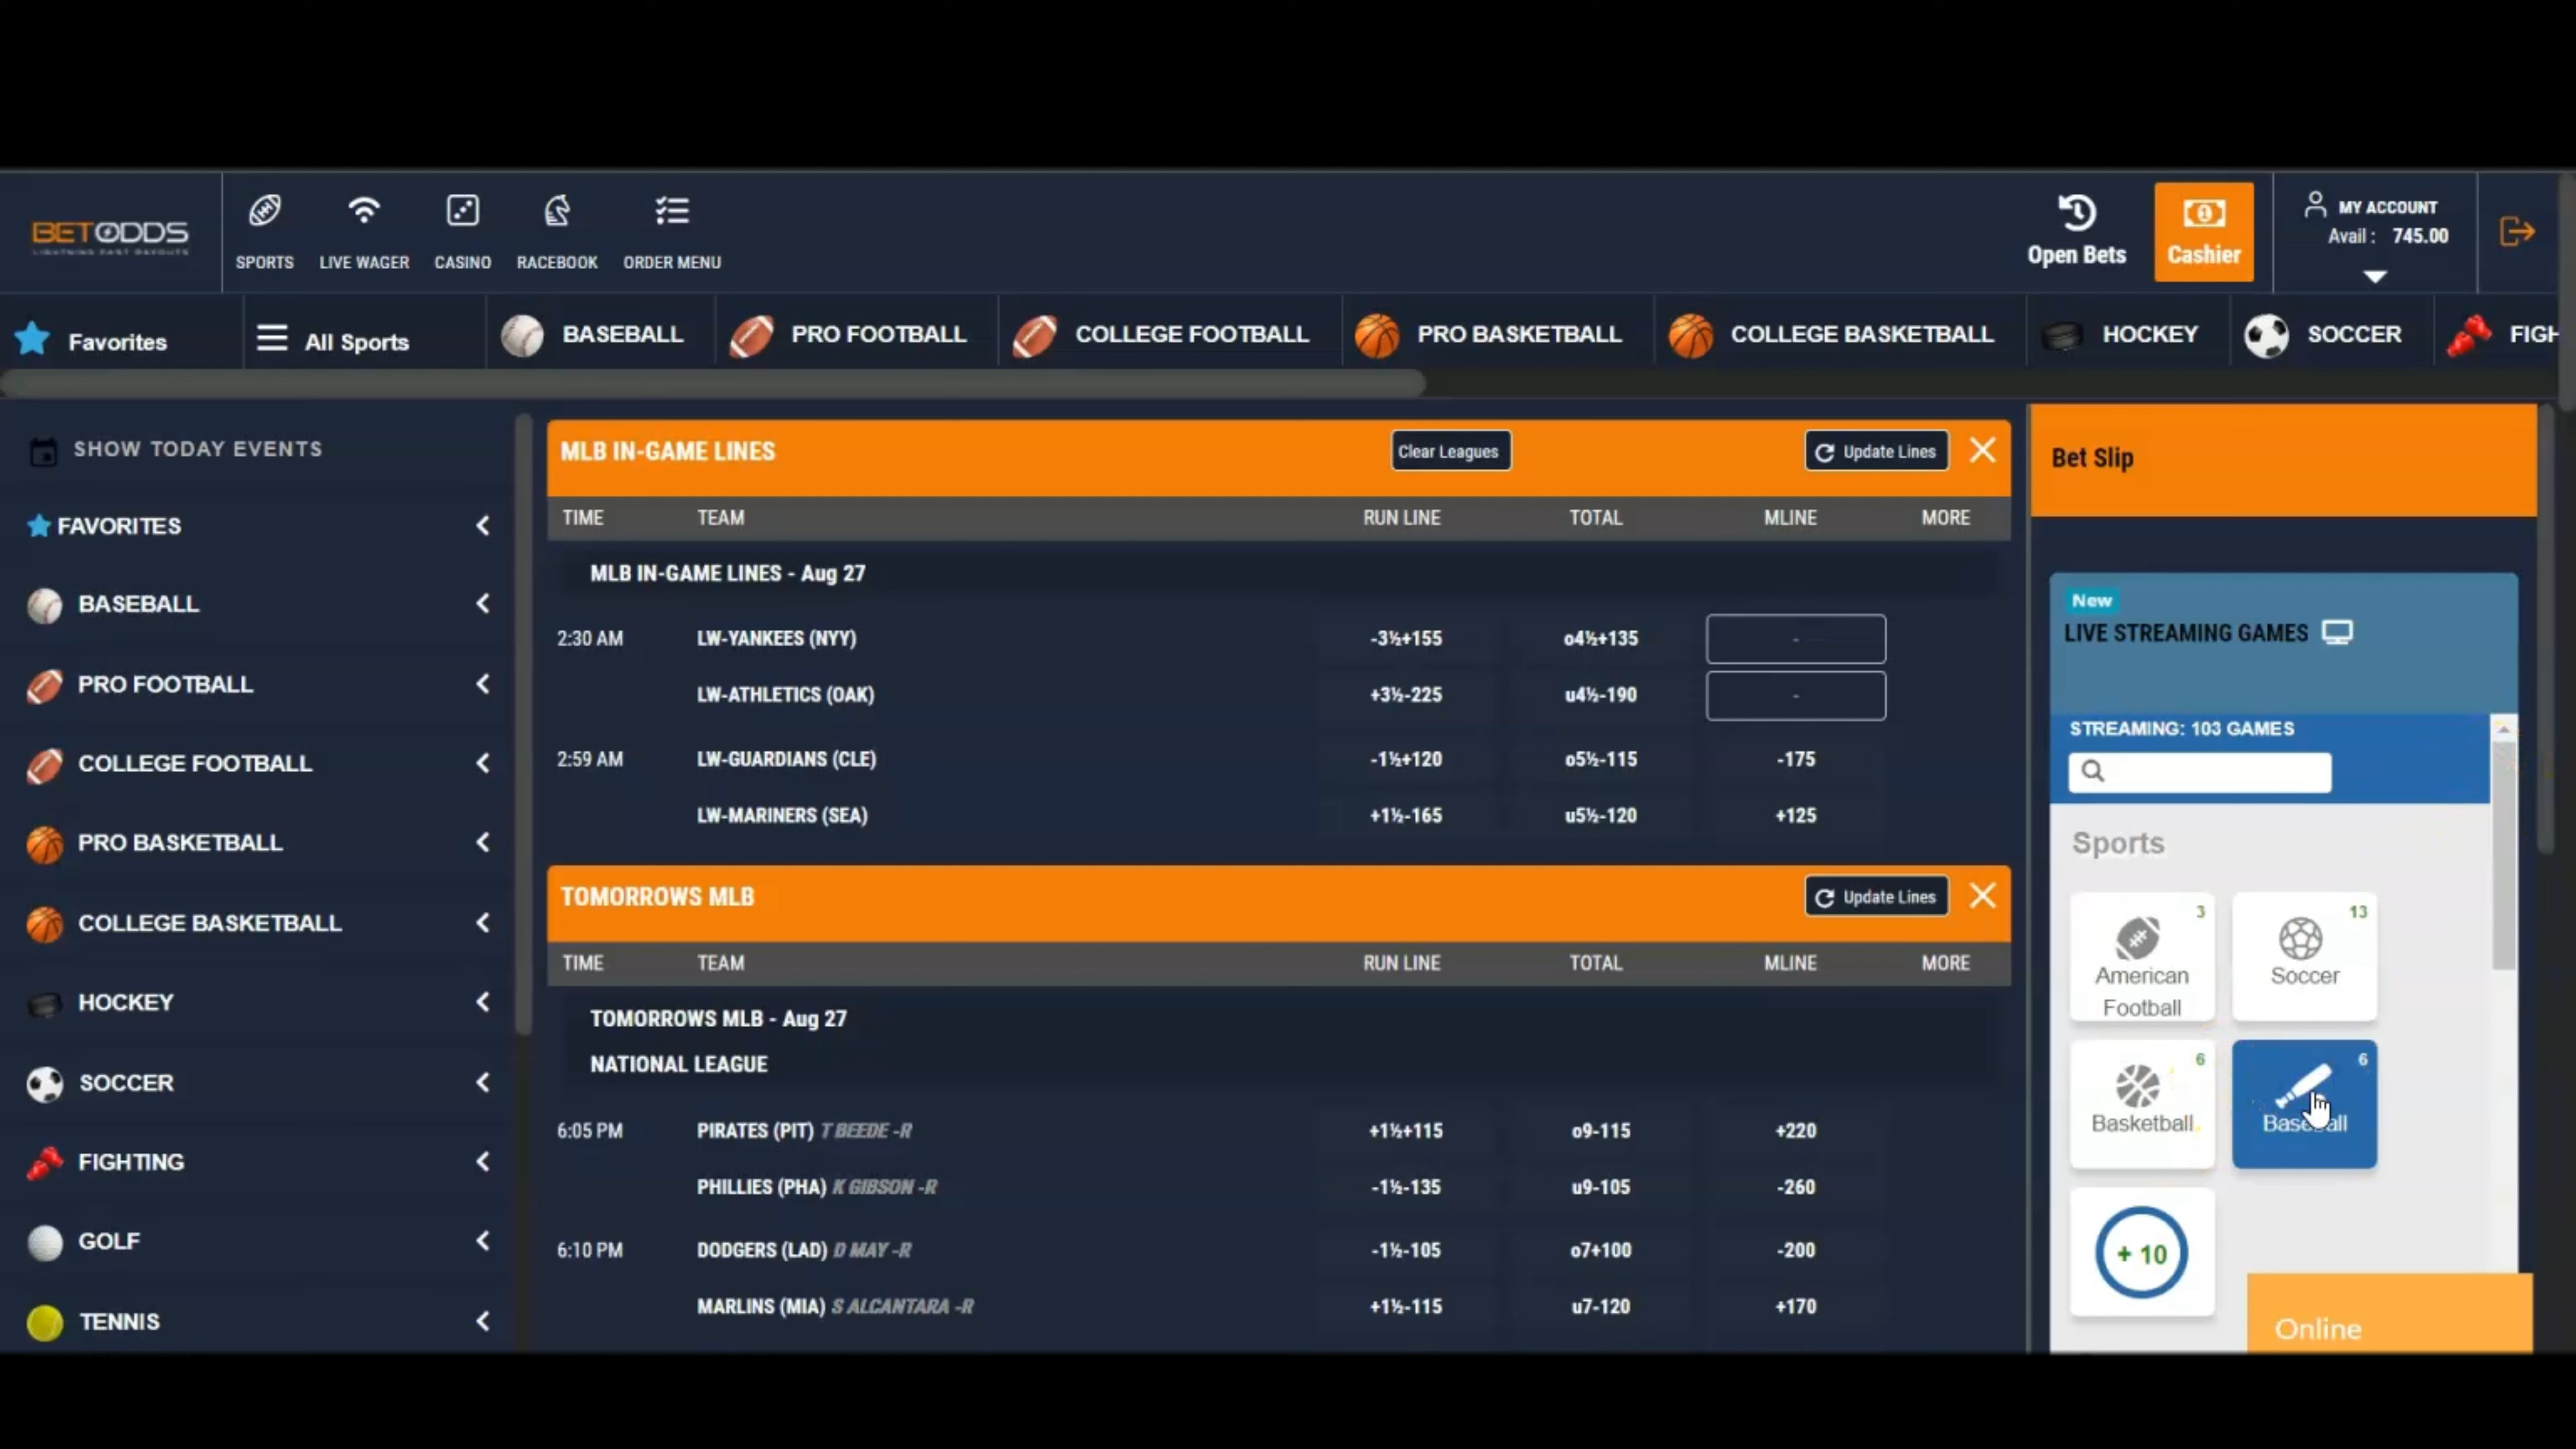 BETODDS
LIGHTNING FAST PAYOUTS
SPORTS
LIVE WAGER
CASINO
RACEBOOK
ORDER MENU
Open Bets
Cashier
MY ACCOUNT
Avail : 745.00
Favorites
All Sports
BASEBALL
PRO FOOTBALL
COLLEGE FOOTBALL
PRO BASKETBALL
COLLEGE BASKETBALL
HOCKEY
SOCCER
FIGH
SHOW TODAY EVENTS
FAVORITES
BASEBALL
PRO FOOTBALL
COLLEGE FOOTBALL
PRO BASKETBALL
COLLEGE BASKETBALL
HOCKEY
SOCCER
FIGHTING
GOLF
TENNIS
MLB IN-GAME LINES Clear Leagues Update Lines
TIME TEAM RUN LINE TOTAL MLINE MORE
MLB IN-GAME LINES - Aug 27
2:30 AM LW-YANKEES (NYY) -3½+155 o4½+135 -
LW-ATHLETICS (OAK) +3½-225 u4½-190 -
2:59 AM LW-GUARDIANS (CLE) -1½+120 o5½-115 -175
LW-MARINERS (SEA) +1½-165 u5½-120 +125
TOMORROWS MLB Update Lines
TIME TEAM RUN LINE TOTAL MLINE MORE
TOMORROWS MLB - Aug 27
NATIONAL LEAGUE
6:05 PM PIRATES (PIT) T BEEDE -R +1½+115 o9-115 +220
PHILLIES (PHA) K GIBSON -R -1½-135 u9-105 -260
6:10 PM DODGERS (LAD) D MAY -R -1½-105 o7+100 -200
MARLINS (MIA) S ALCANTARA -R +1½-115 u7-120 +170
Bet Slip
New
LIVE STREAMING GAMES
STREAMING: 103 GAMES
Sports
3
American
Football
13
Soccer
6
Basketball
6
Baseball
+ 10
Online